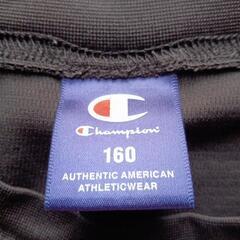 Champion
160
AUTHENTIC AMERICAN
ATHLETICWEAR